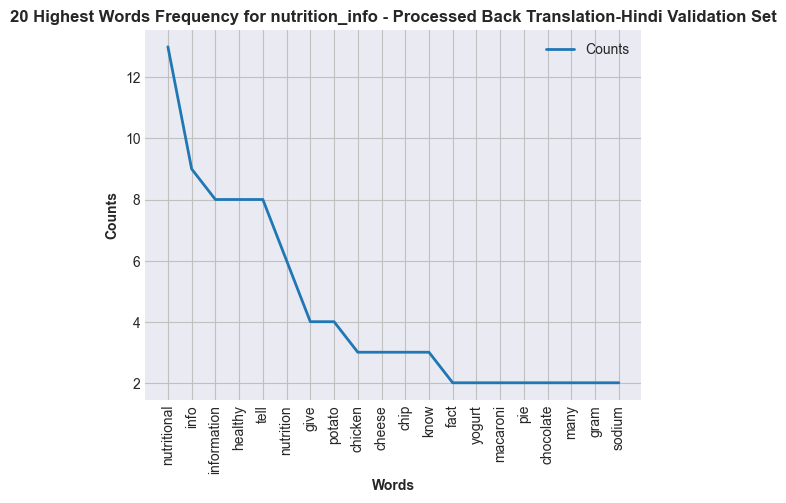 20 Highest Words Frequency for nutrition_info - Processed Back Translation-Hindi Validation Set
Counts
12
10
8
6
4
2
Counts
nutritional
info
information
healthy
tell
nutrition
give
potato
chicken
cheese
chip
know
fact
yogurt
macaroni
pie
chocolate
many
gram
sodium
Words